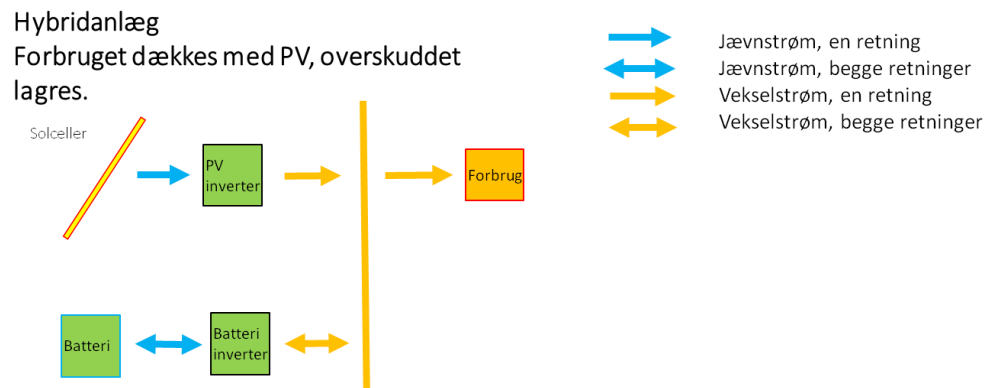 Hybridanlæg
Forbruget dækkes med PV, overskuddet
lagres.
Solceller
PV
inverter
Forbrug
Batteri
Batteri
inverter
Jævnstrøm, en retning
Jævnstrøm, begge retninger
Vekselstrøm, en retning
Vekselstrøm, begge retninger